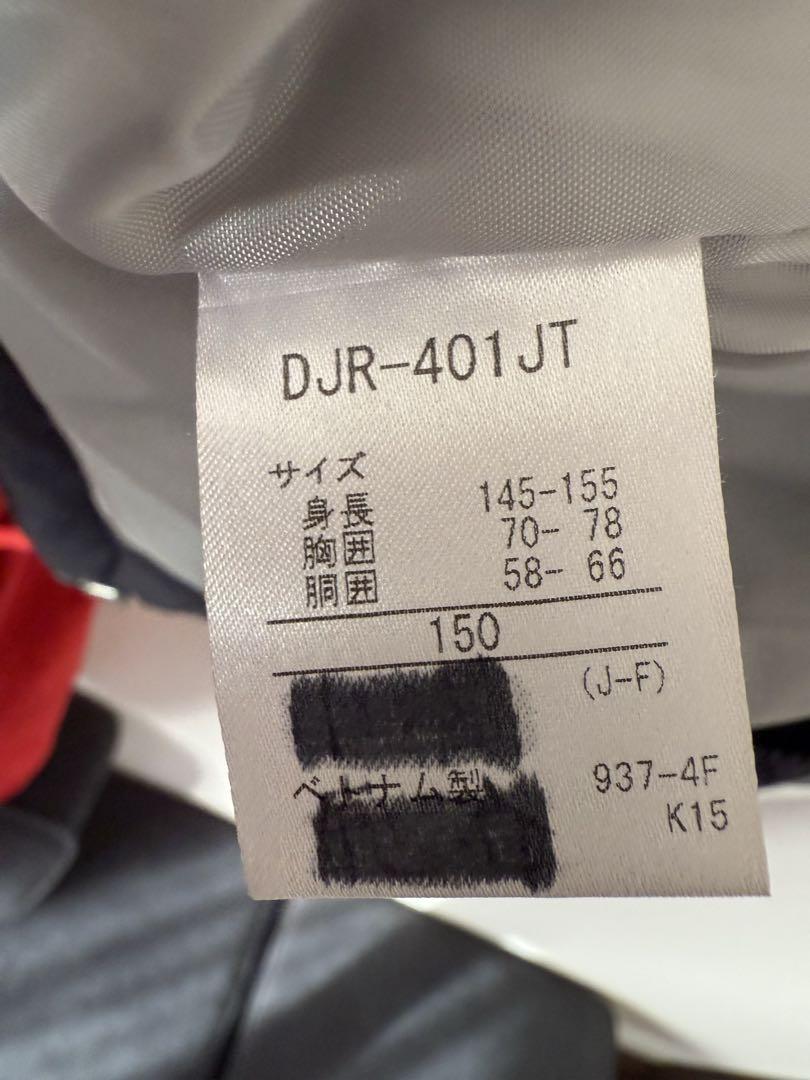 DJR-401JT
サイズ
身長 145-155
胸囲 70- 78
胴囲 58- 66
150
(J-F)
ベトナム製 937-4F
K15